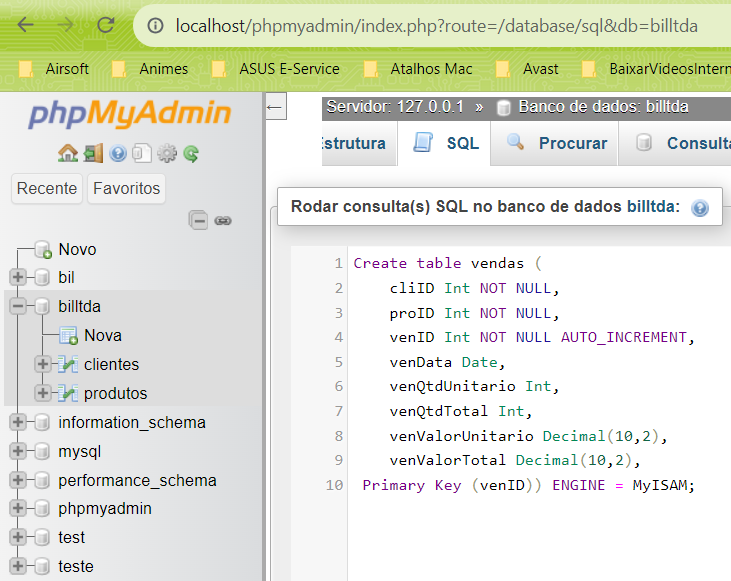 localhost/phpmyadmin/index.php?route=/database/sql&db=billtda
Airsoft Animes ASUS E-Service Atalhos Mac Avast BaixarVideosIntern
phpMyAdmin
Recente Favoritos
Novo
bil
billtda
Nova
clientes
produtos
information_schema
mysql
performance_schema
phpmyadmin
test
teste
Servidor: 127.0.0.1 » Banco de dados: billtda
Estrutura SQL Procurar Consulta
Rodar consulta(s) SQL no banco de dados billtda:
1 Create table vendas (
2 cliID Int NOT NULL,
3 proID Int NOT NULL,
4 venID Int NOT NULL AUTO_INCREMENT,
5 venData Date,
6 venQtdUnitario Int,
7 venQtdTotal Int,
8 venValorUnitario Decimal(10,2),
9 venValorTotal Decimal(10,2),
10 Primary Key (venID)) ENGINE = MyISAM;